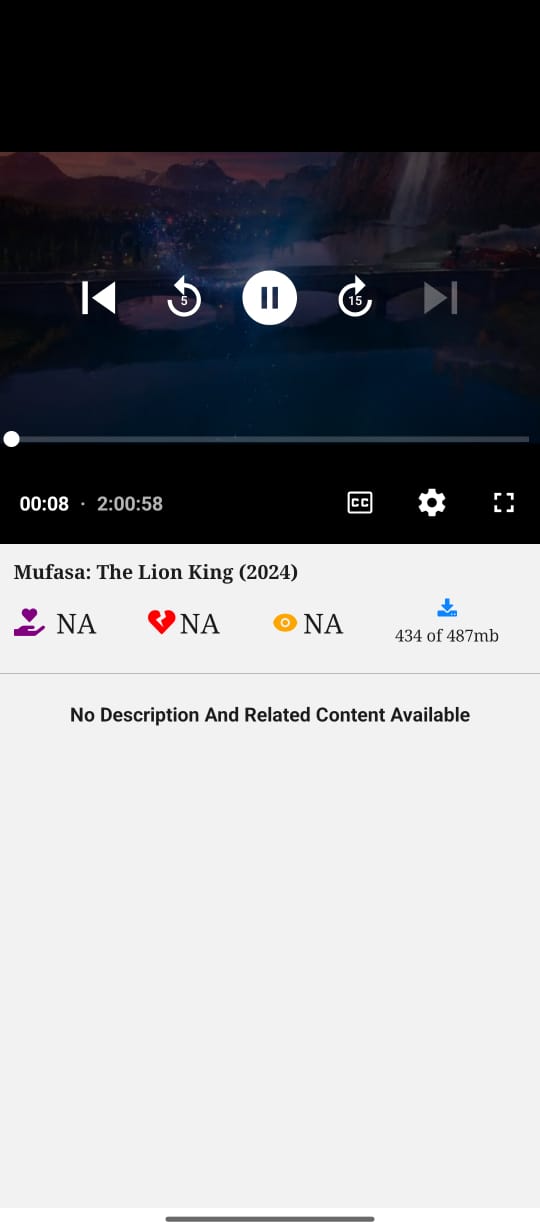 5
15
00:08 · 2:00:58
CC
Mufasa: The Lion King (2024)
NA
NA
NA
434 of 487mb
No Description And Related Content Available